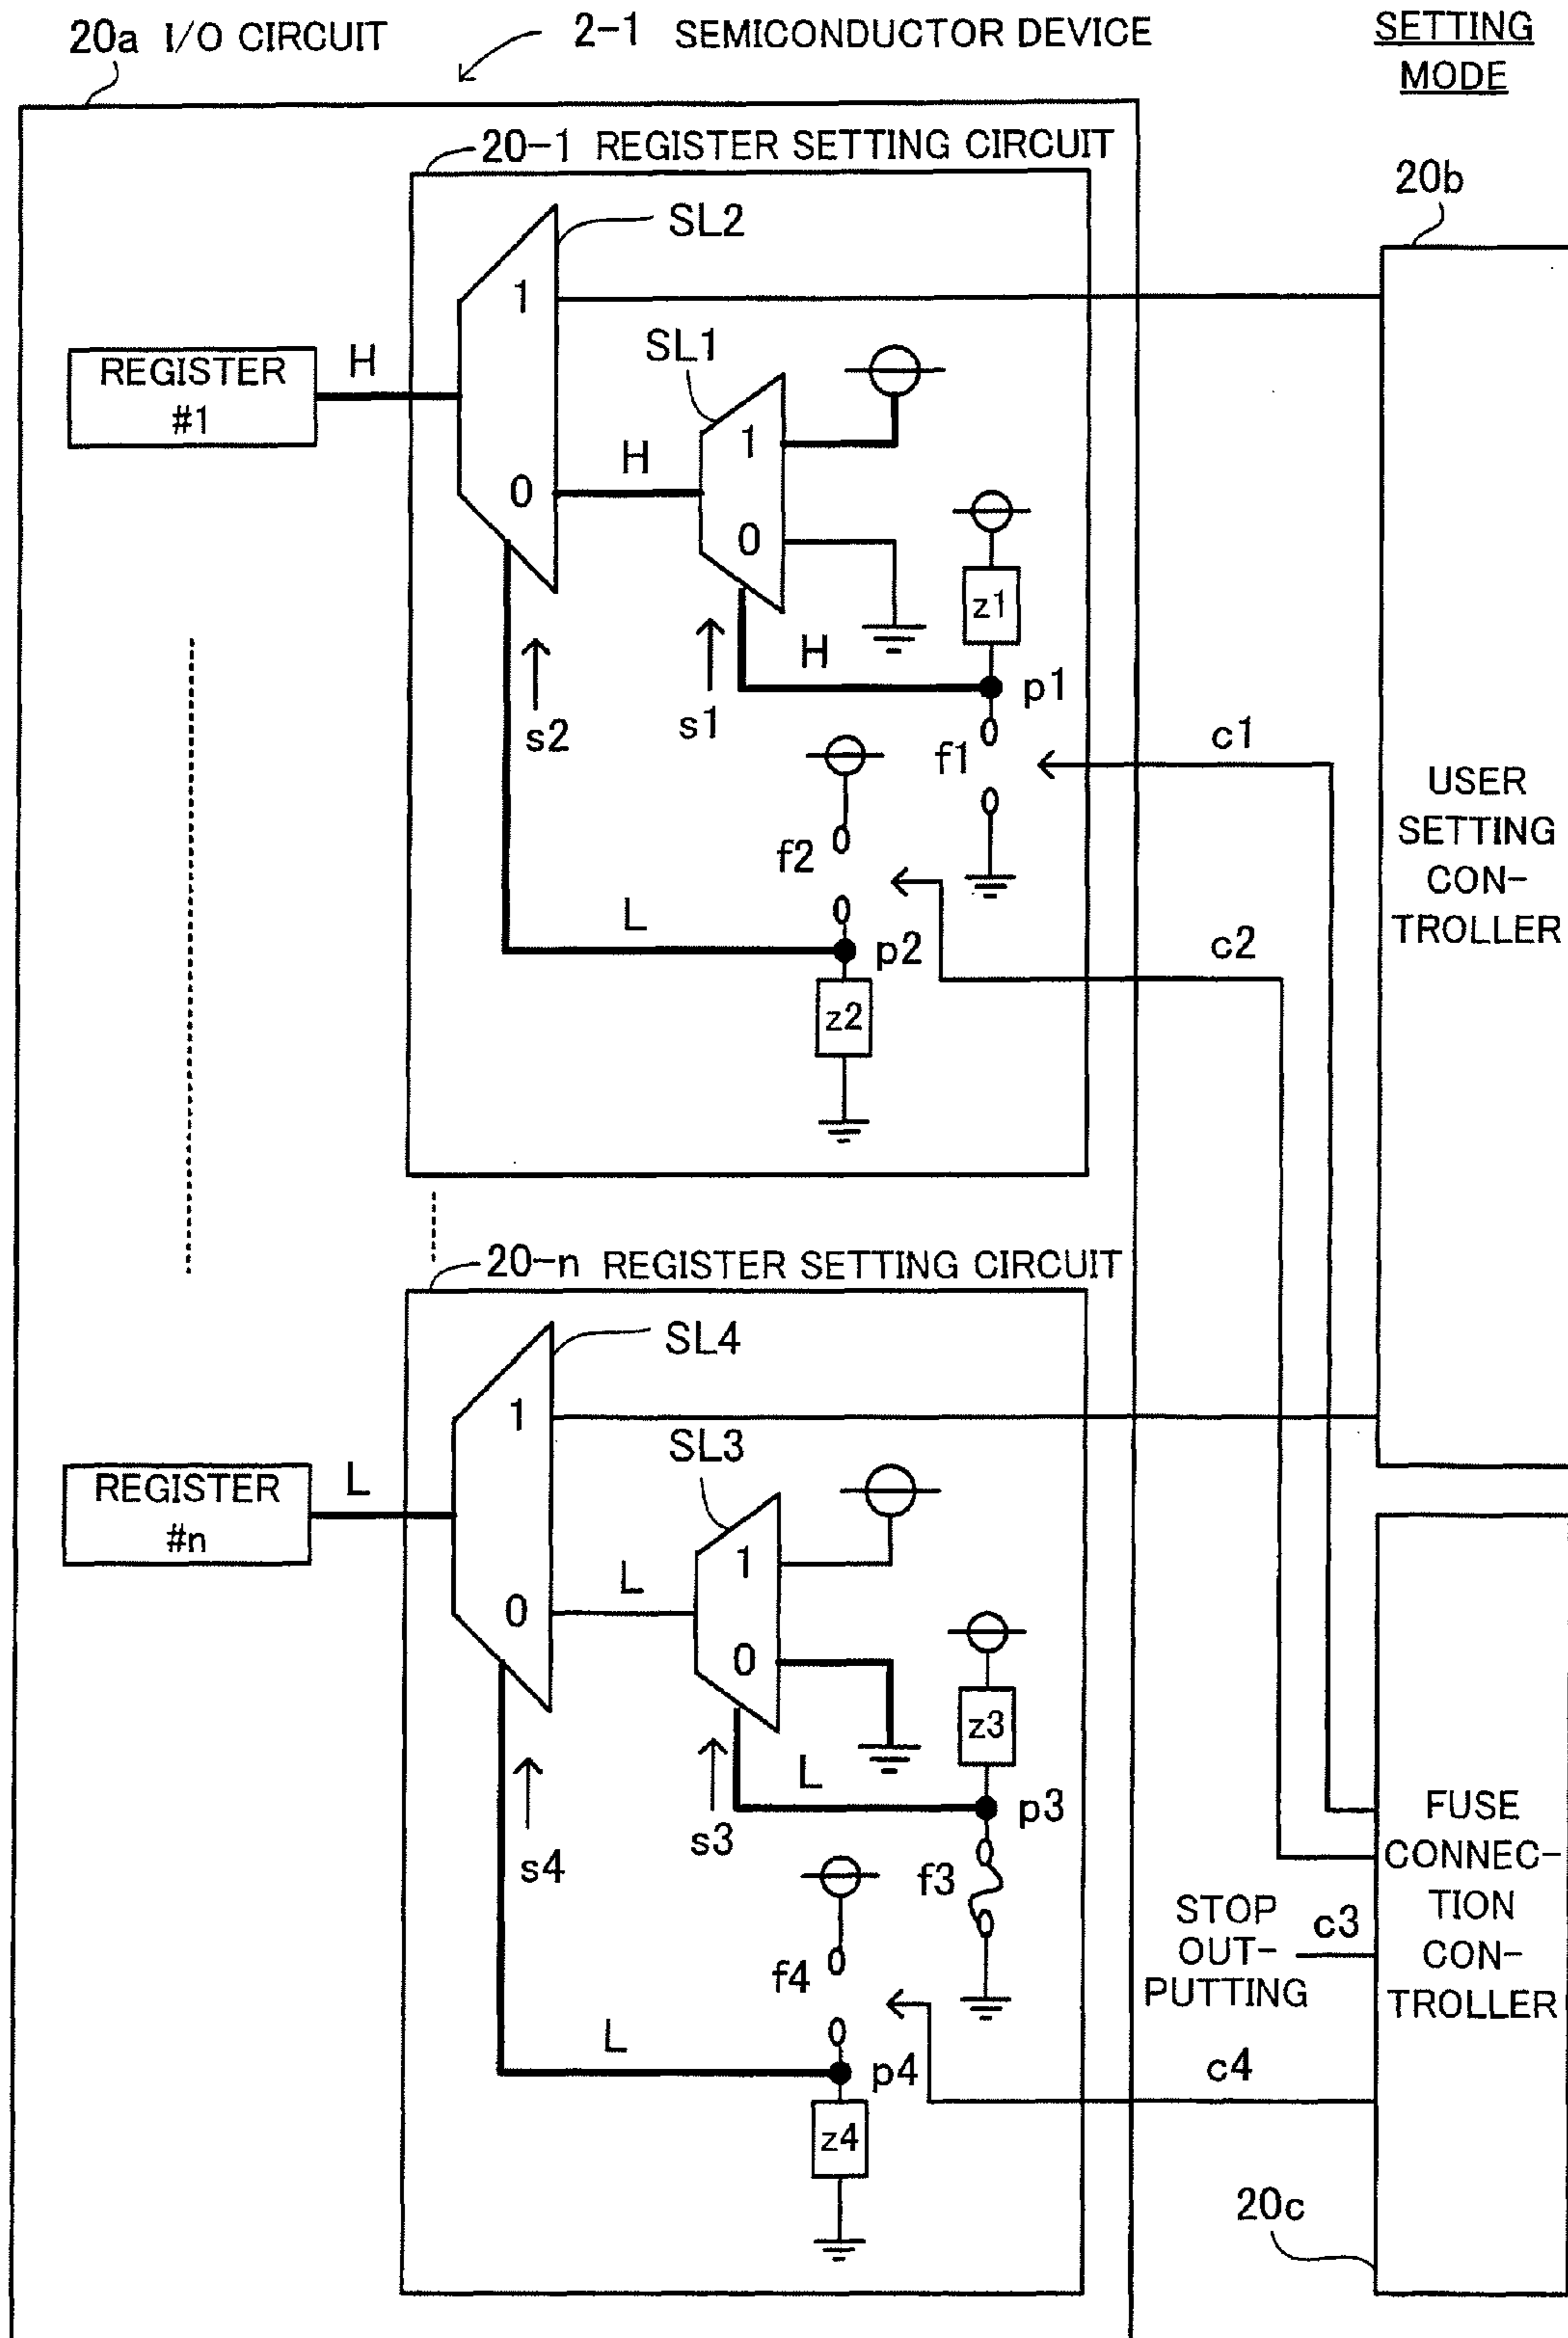 20a I/O CIRCUIT
2-1 SEMICONDUCTOR DEVICE
SETTING
MODE
20-1 REGISTER SETTING CIRCUIT
20b
SL2
1
SL1
REGISTER
#1
H
1
H
0
0
z1
H
p1
s2
s1
f1
c1
USER
SETTING
CON-
TROLLER
f2
L
p2
c2
z2
20-n REGISTER SETTING CIRCUIT
SL4
1
SL3
REGISTER
#n
L
1
L
0
0
z3
L
p3
s4
s3
f3
FUSE
CONNEC-
TION
CON-
TROLLER
STOP
OUT-
PUTTING
c3
f4
L
p4
c4
z4
20c